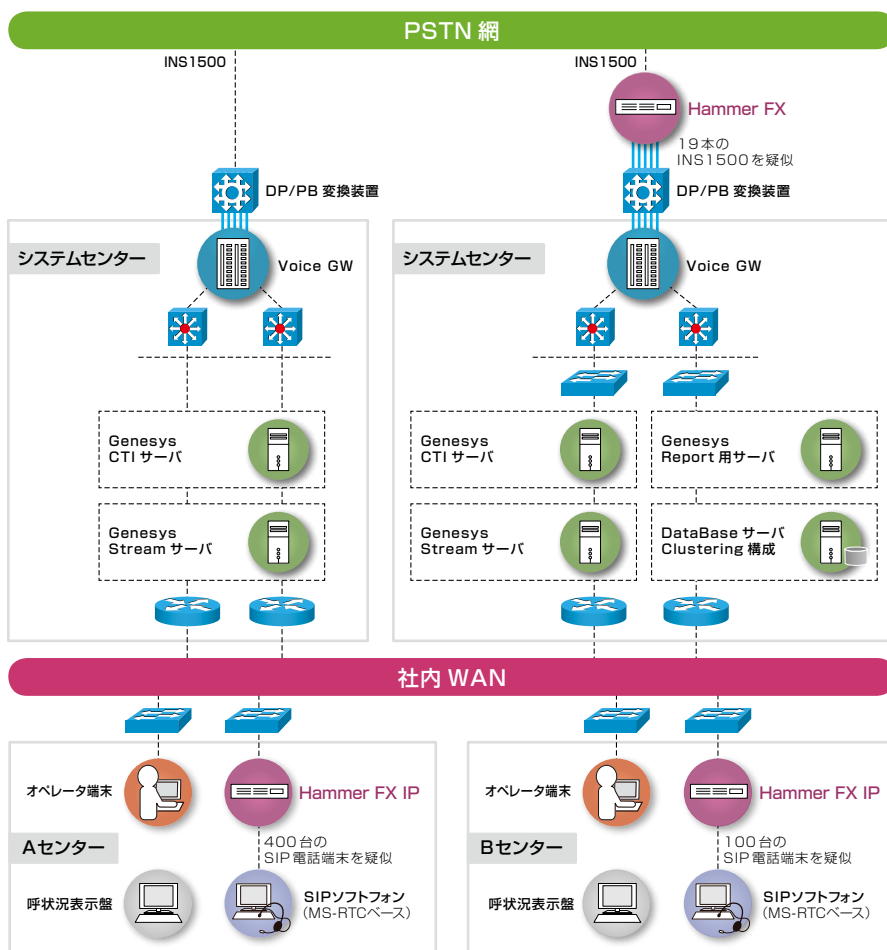 PSTN 網
INS1500
INS1500
Hammer FX
19本の
INS1500を疑似
DP/PB 変換装置
DP/PB 変換装置
システムセンター
Voice GW
システムセンター
Voice GW
Genesys
CTI サーバ
Genesys
CTI サーバ
Genesys
Report 用サーバ
Genesys
Stream サーバ
Genesys
Stream サーバ
DataBase サーバ
Clustering 構成
社内 WAN
オペレータ端末
Hammer FX IP
オペレータ端末
Hammer FX IP
Aセンター
400台の
SIP電話端末を疑似
Bセンター
100台の
SIP電話端末を疑似
呼状況表示盤
SIPソフトフォン
(MS-RTCベース)
呼状況表示盤
SIPソフトフォン
(MS-RTCベース)